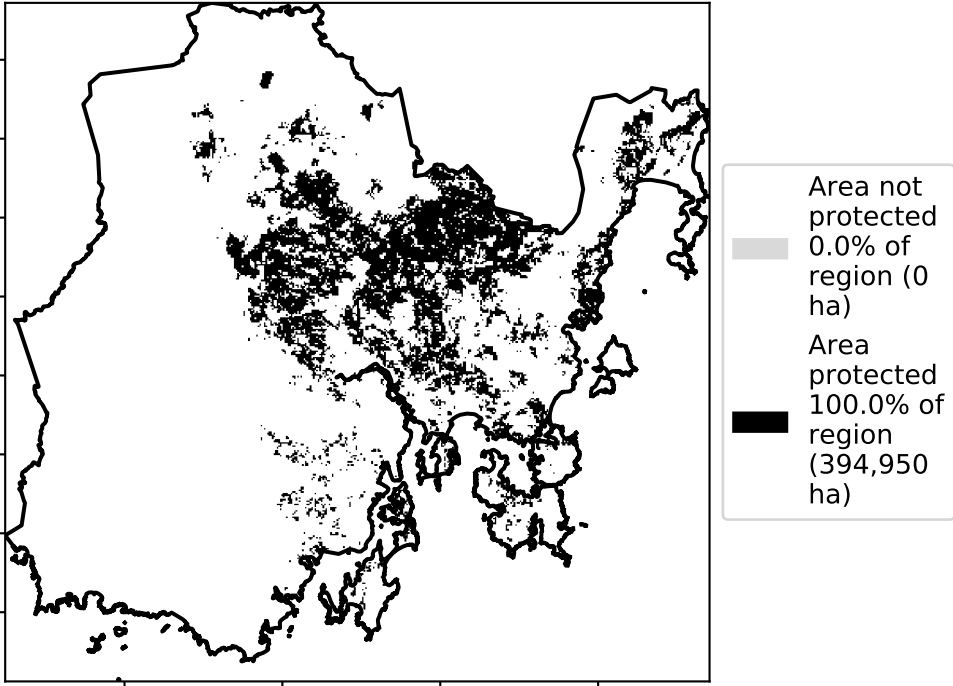 Area not
protected
0.0% of
region (0
ha)
Area
protected
100.0% of
region
(394,950
ha)